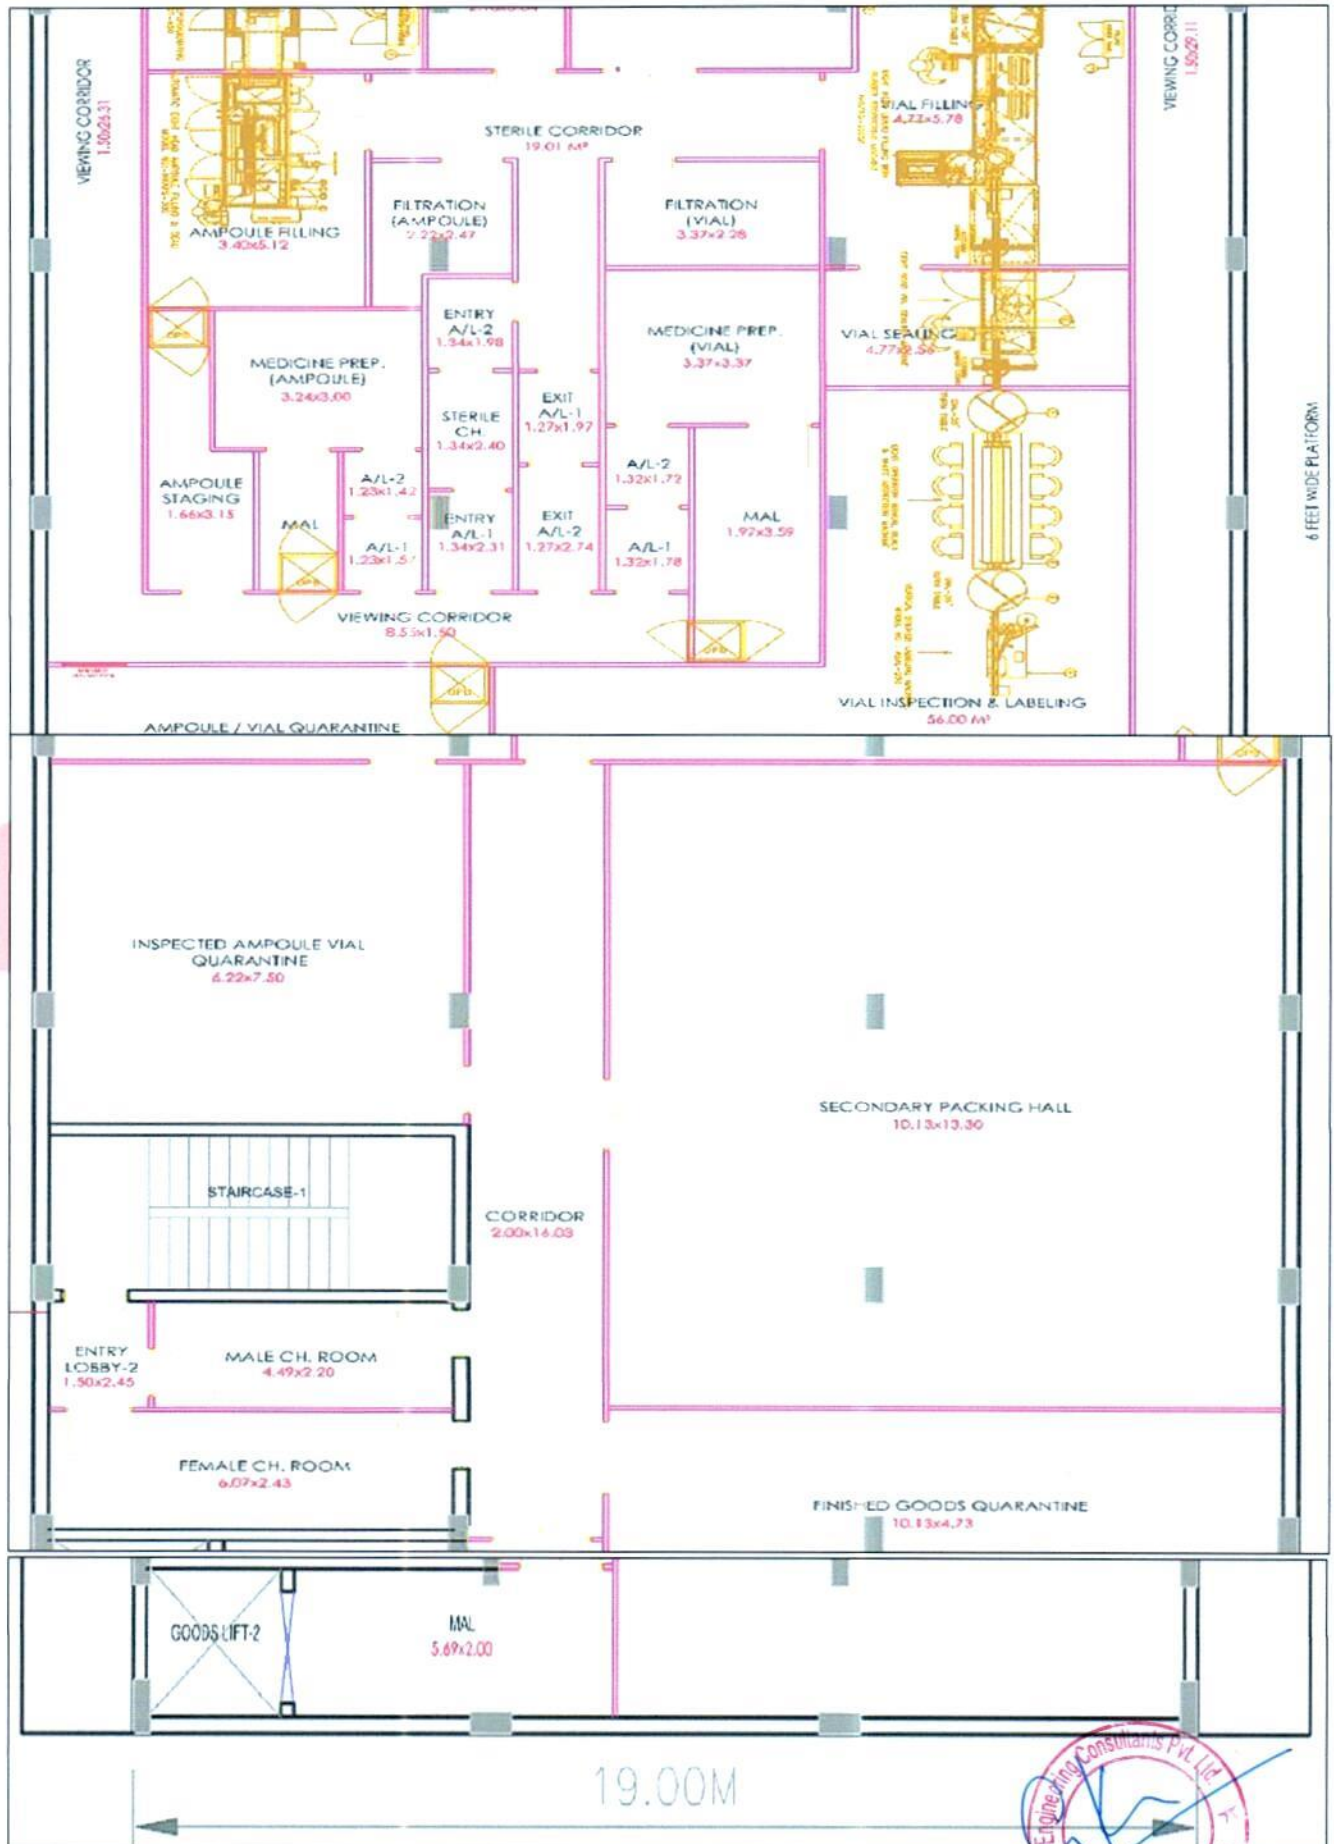 VIEWING CORRIDOR
1.50x26.31
STERILE CORRIDOR
19.01 M²
VIAL FILLING
4.77x5.78
VIEWING CORRID
1.50x29.11
AMPOULE FILLING
3.40x5.12
FILTRATION
(AMPOULE)
2.22x2.47
FILTRATION
(VIAL)
3.37x2.28
ENTRY
A/L-2
1.34x1.98
MEDICINE PREP.
(VIAL)
3.37x3.37
VIAL SEALING
4.77x2.56
MEDICINE PREP.
(AMPOULE)
3.24x3.00
STERILE
CH.
1.34x2.40
EXIT
A/L-1
1.27x1.97
6 FEET WIDE PLATFORM
AMPOULE
STAGING
1.66x3.15
A/L-2
1.23x1.42
A/L-2
1.32x1.72
MAL
ENTRY
A/L-1
1.34x2.31
EXIT
A/L-2
1.27x2.74
MAL
1.97x3.59
A/L-1
A/L-1
1.32x1.78
VIEWING CORRIDOR
8.55x1.50
VIAL INSPECTION & LABELING
56.00 M²
AMPOULE / VIAL QUARANTINE
INSPECTED AMPOULE VIAL
QUARANTINE
6.22x7.50
SECONDARY PACKING HALL
10.13x13.30
STAIRCASE-1
CORRIDOR
2.00x16.03
ENTRY
LOBBY-2
1.50x2.45
MALE CH. ROOM
4.49x2.20
FEMALE CH. ROOM
6.07x2.43
FINISHED GOODS QUARANTINE
10.13x4.73
GOODS LIFT-2
MAL
5.69x2.00
19.00M
Engineering Consultants Pvt. Ltd.